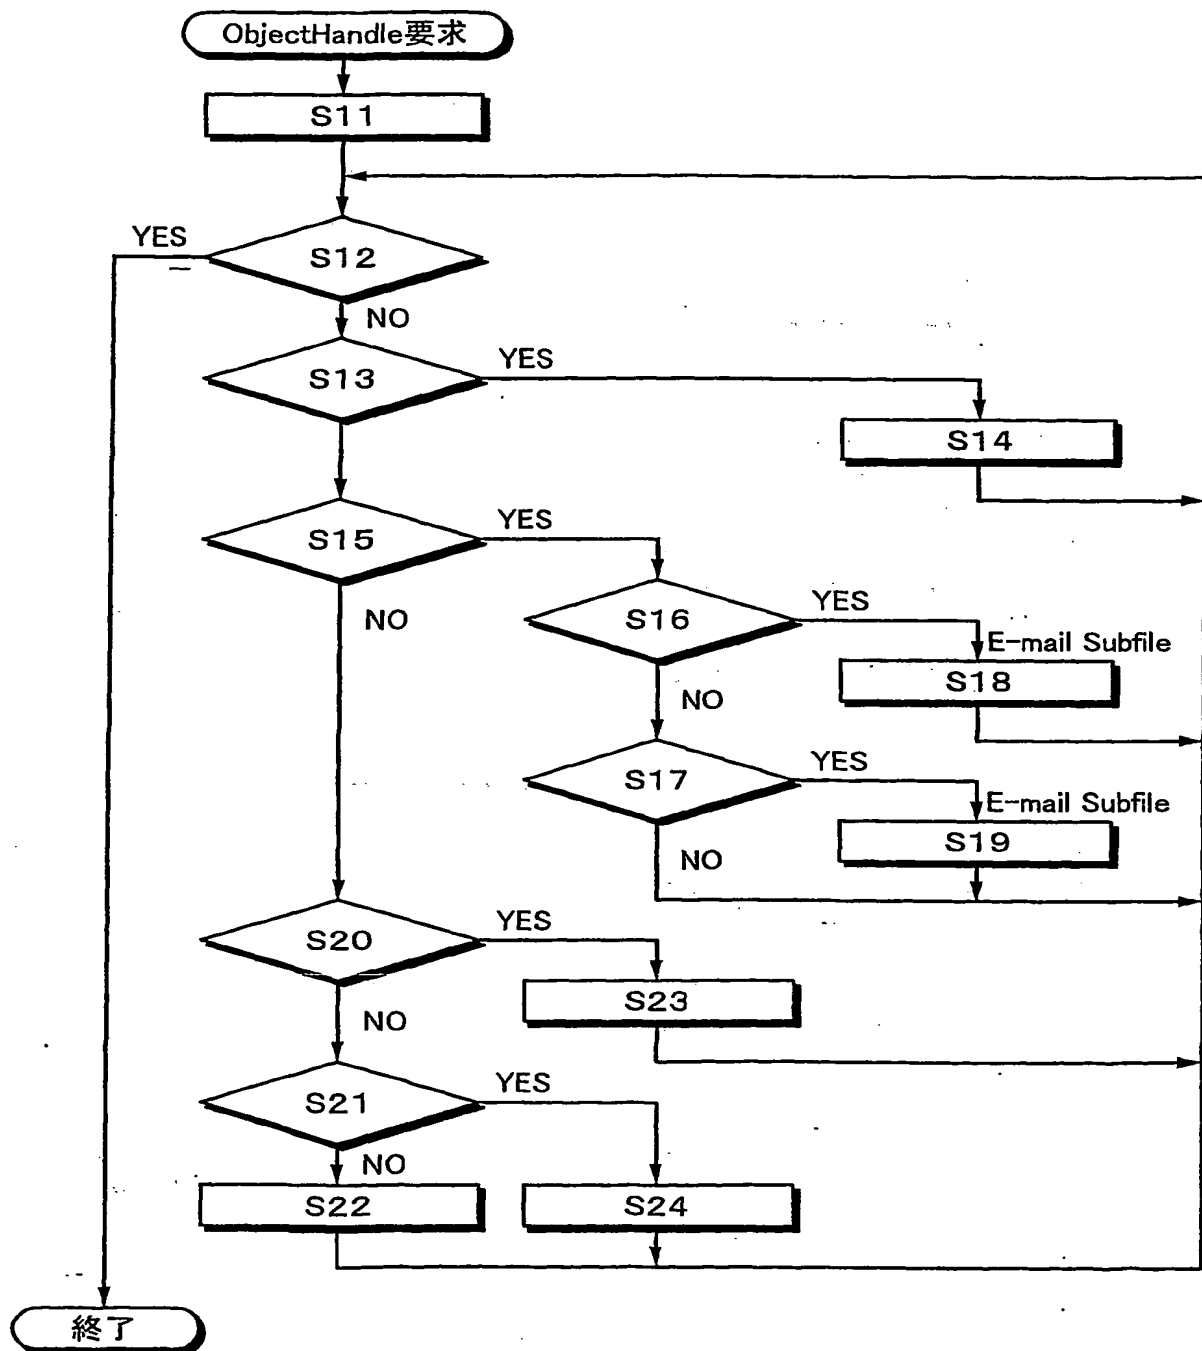 ObjectHandle要求
S11
YES
S12
NO
S13
YES
S14
S15
YES
NO
S16
YES
E-mail Subfile
S18
NO
S17
YES
E-mail Subfile
S19
NO
S20
YES
S23
NO
S21
YES
NO
S22
S24
終了